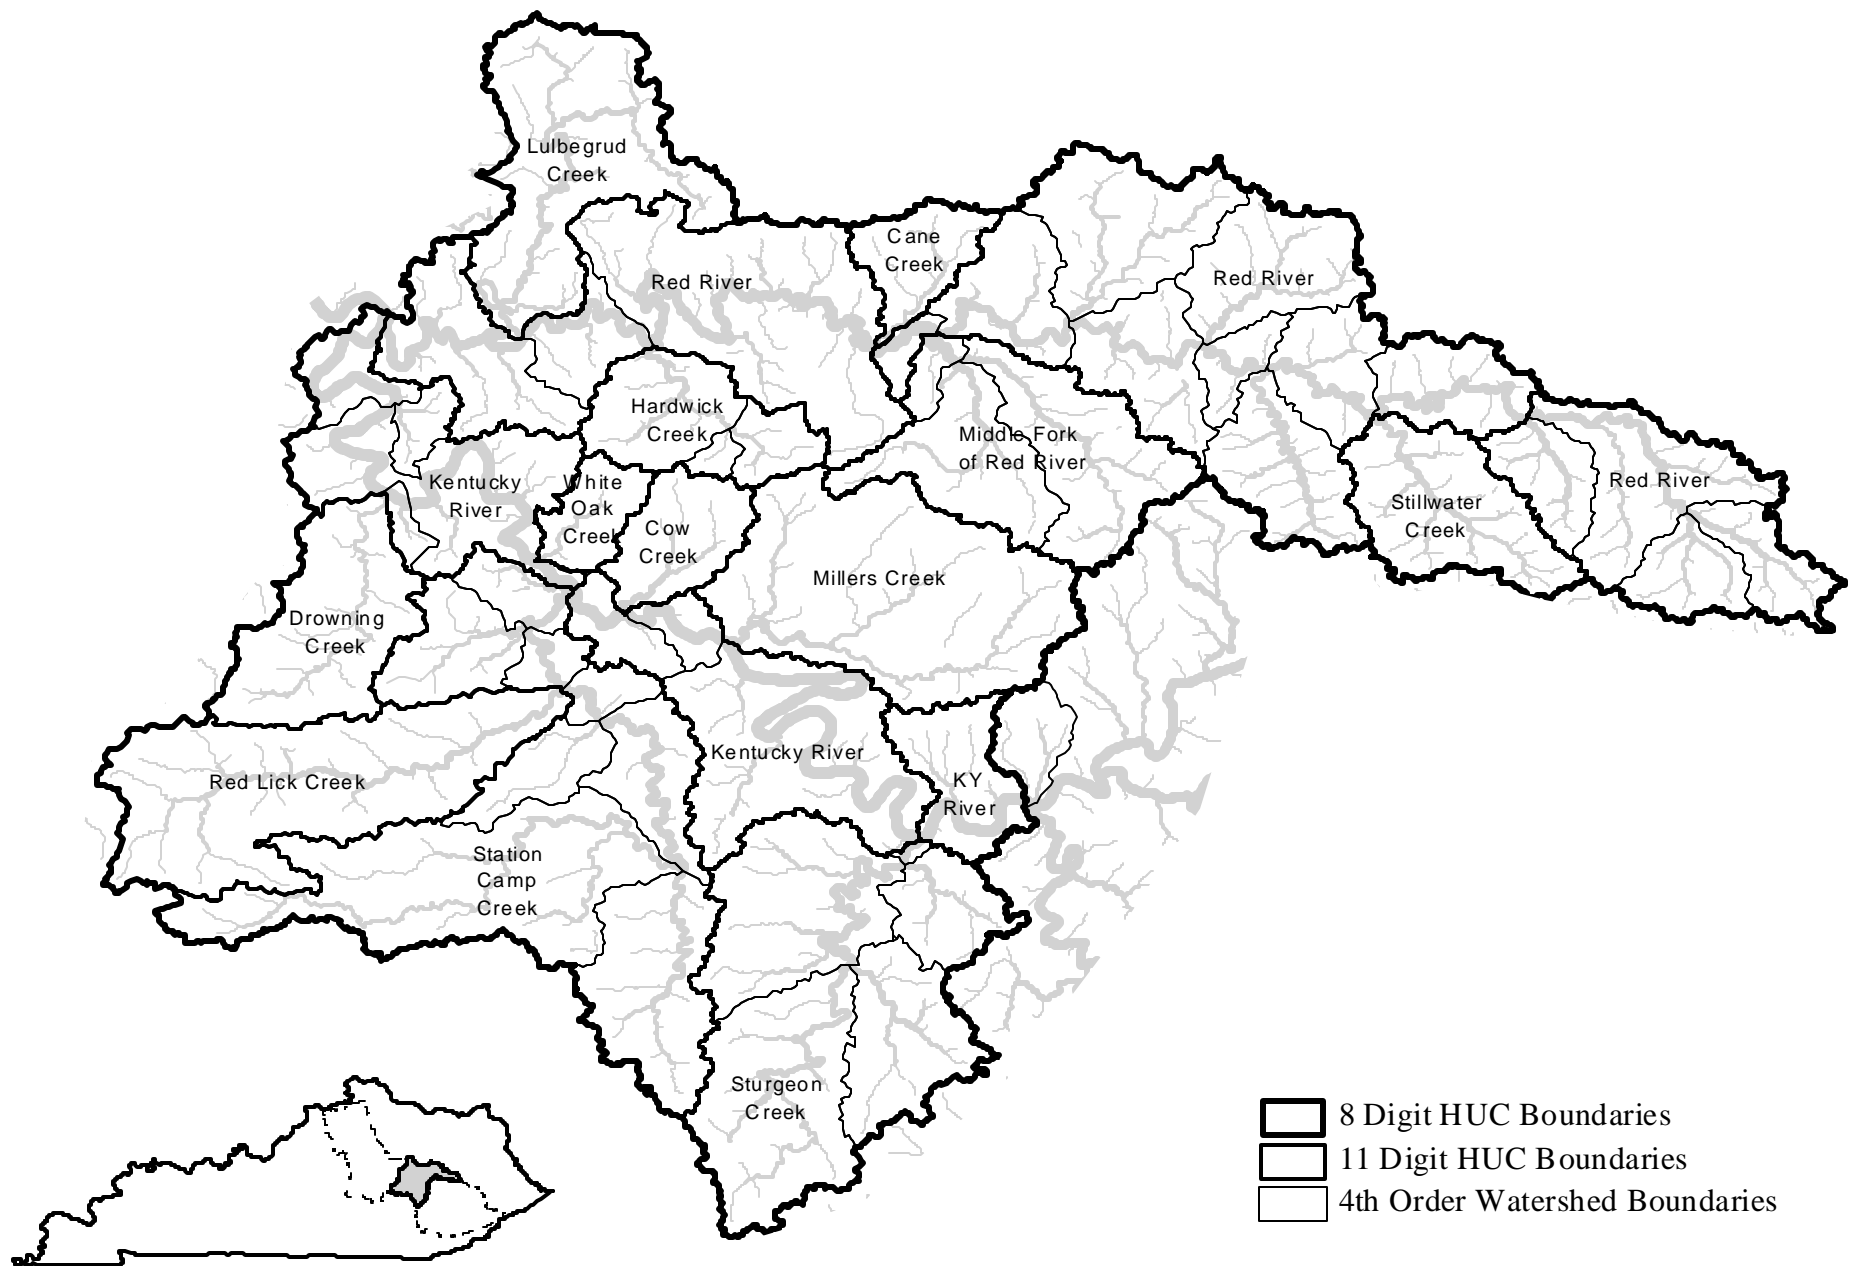 Lulbegrud
Creek
Cane
Creek
Red River
Red River
Hardwick
Creek
Middle Fork
of Red River
Kentucky
River
White
Oak
Creek
Cow
Creek
Stillwater
Creek
Red River
Millers Creek
Drowning
Creek
Kentucky River
Red Lick Creek
KY
River
Station
Camp
Creek
Sturgeon
Creek
8 Digit HUC Boundaries
11 Digit HUC Boundaries
4th Order Watershed Boundaries